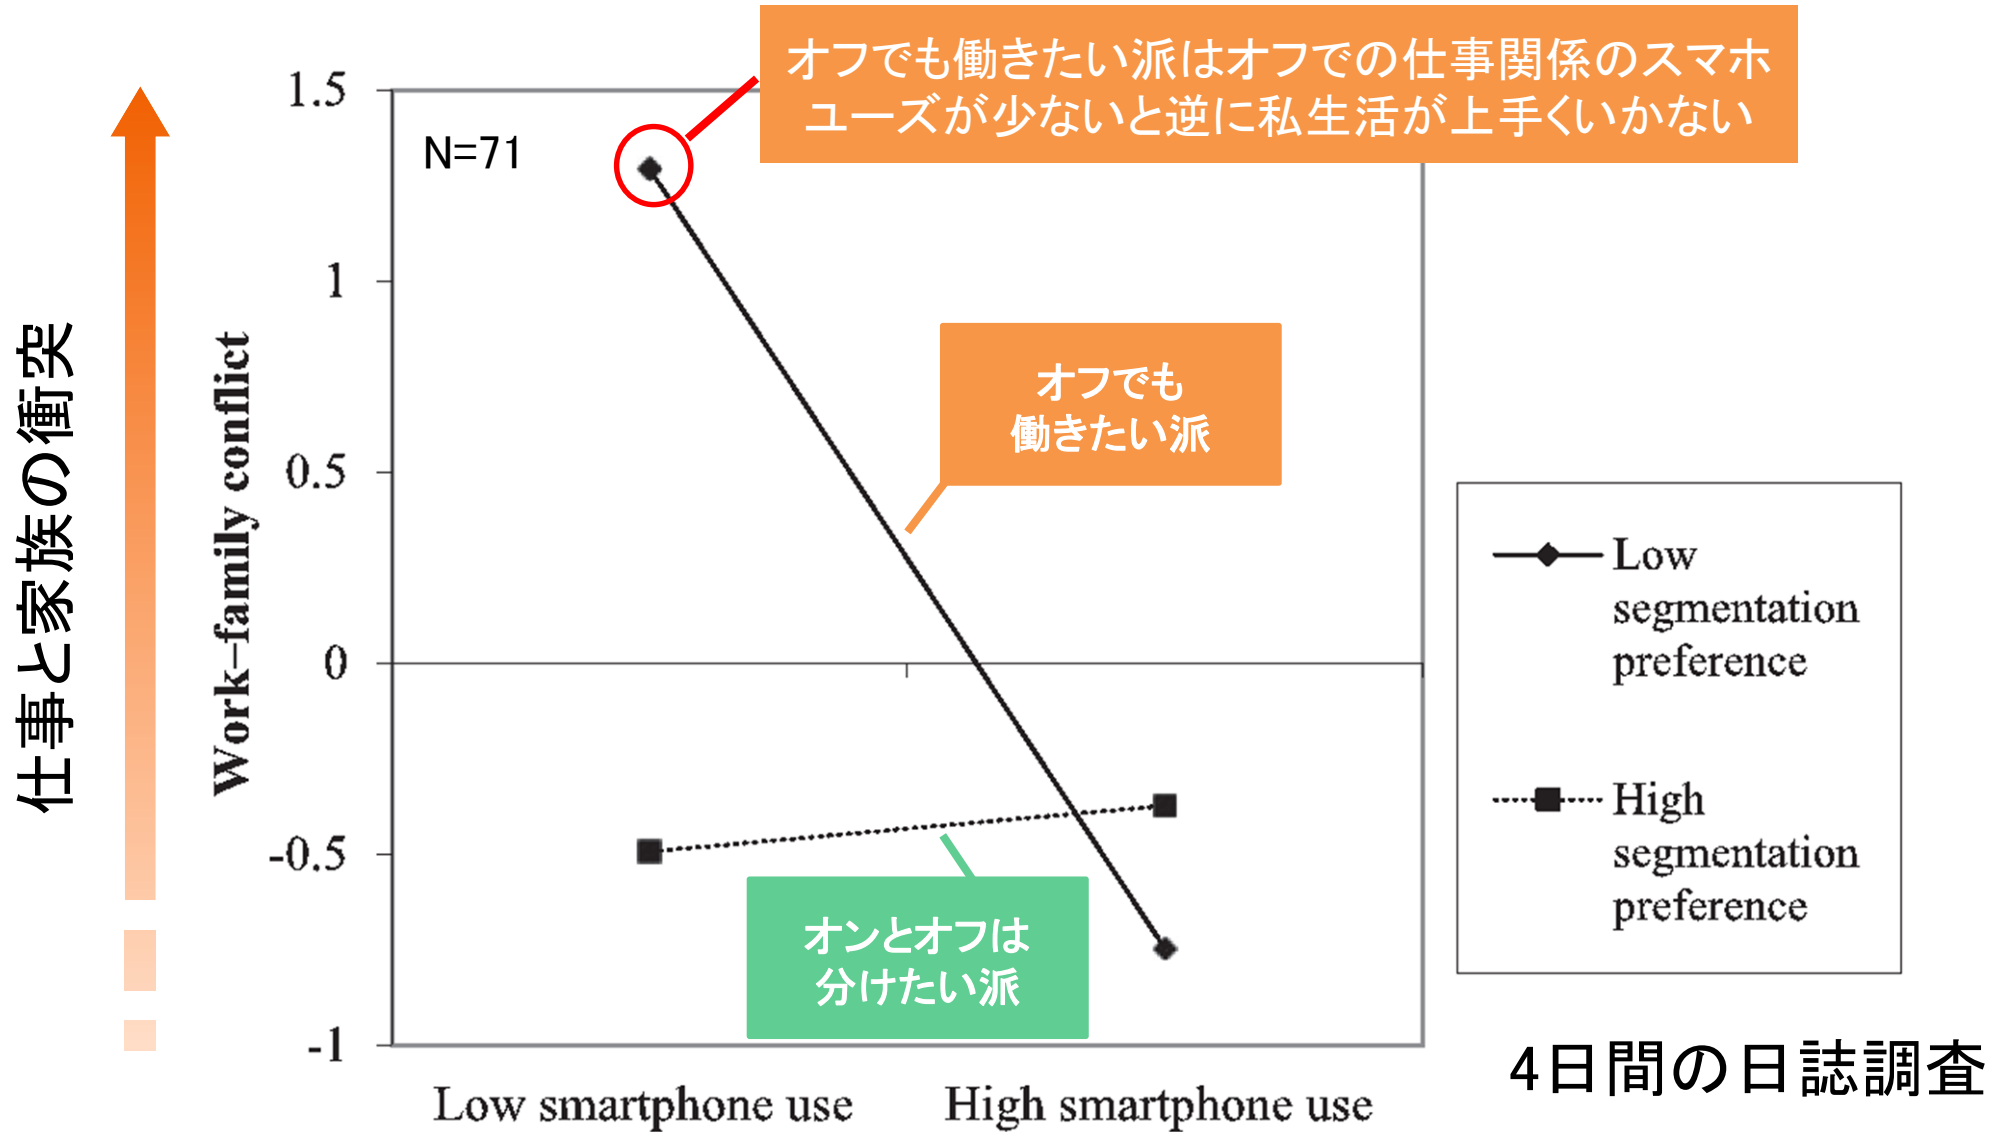 オフでも働きたい派はオフでの仕事関係のスマホ
ユーズが少ないと逆に私生活が上手くいかない
N=71
1.5
1
0.5
0
-0.5
-1
仕事と家族の衝突
Work–family conflict
オフでも
働きたい派
オンとオフは
分けたい派
Low
segmentation
preference
High
segmentation
preference
Low smartphone use
High smartphone use
4日間の日誌調査